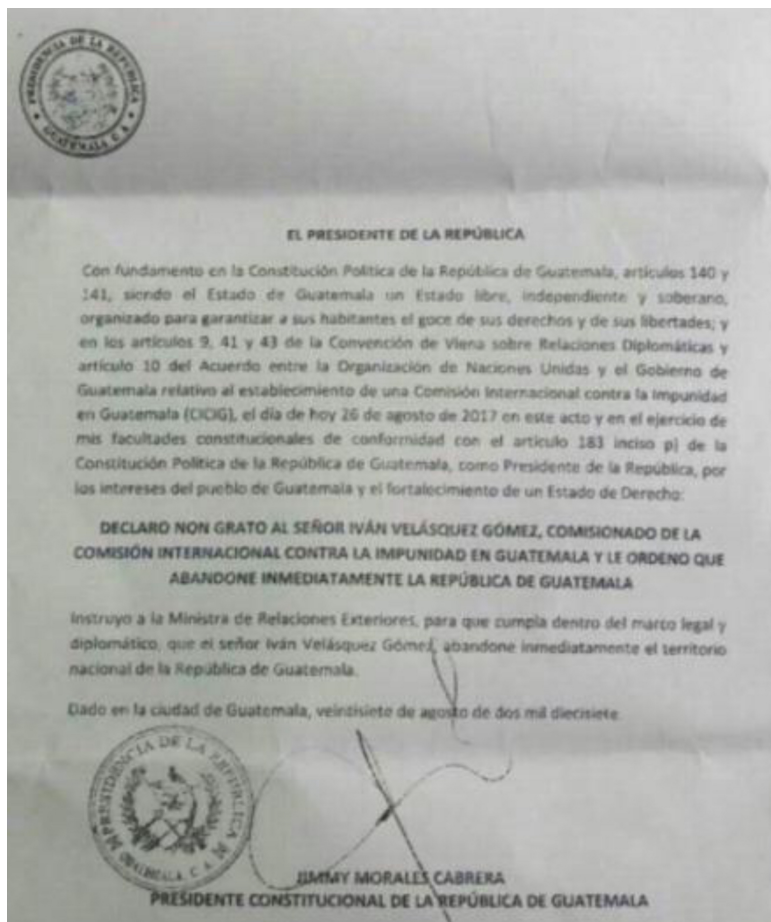 PRESIDENCIA DE LA REPÚBLICA
GUATEMALA C. A.
EL PRESIDENTE DE LA REPÚBLICA
Con fundamento en la Constitución Política de la República de Guatemala, artículos 140 y
141, siendo el Estado de Guatemala un Estado libre, independiente y soberano,
organizado para garantizar a sus habitantes el goce de sus derechos y de sus libertades; y
en los artículos 9, 41 y 43 de la Convención de Viena sobre Relaciones Diplomáticas y
artículo 10 del Acuerdo entre la Organización de Naciones Unidas y el Gobierno de
Guatemala relativo al establecimiento de una Comisión Internacional contra la Impunidad
en Guatemala (CICIG), el día de hoy 26 de agosto de 2017 en este acto y en el ejercicio de
mis facultades constitucionales de conformidad con el artículo 183 inciso p) de la
Constitución Política de la República de Guatemala, como Presidente de la República, por
los intereses del pueblo de Guatemala y el fortalecimiento de un Estado de Derecho:
DECLARO NON GRATO AL SEÑOR IVÁN VELÁSQUEZ GÓMEZ, COMISIONADO DE LA
COMISIÓN INTERNACIONAL CONTRA LA IMPUNIDAD EN GUATEMALA Y LE ORDENO QUE
ABANDONE INMEDIATAMENTE LA REPÚBLICA DE GUATEMALA
Instruyo a la Ministra de Relaciones Exteriores, para que cumpla dentro del marco legal y
diplomático, que el señor Iván Velásquez Gómez, abandone inmediatamente el territorio
nacional de la República de Guatemala.
Dado en la ciudad de Guatemala, veintisiete de agosto de dos mil diecisiete
PRESIDENCIA DE LA REPÚBLICA
GUATEMALA, C. A.
JIMMY MORALES CABRERA
PRESIDENTE CONSTITUCIONAL DE LA REPÚBLICA DE GUATEMALA